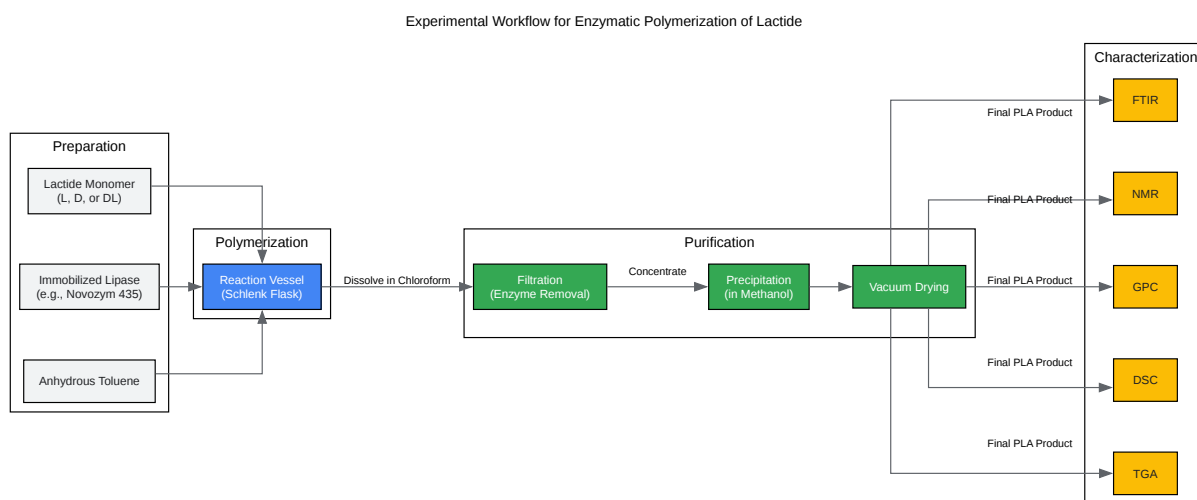 Experimental Workflow for Enzymatic Polymerization of Lactide
Preparation
Lactide Monomer
(L, D, or DL)
Immobilized Lipase
(e.g., Novozym 435)
Anhydrous Toluene
Polymerization
Reaction Vessel
(Schlenk Flask)
Dissolve in Chloroform
Purification
Filtration
(Enzyme Removal)
Concentrate
Precipitation
(in Methanol)
Vacuum Drying
Final PLA Product
Final PLA Product
Final PLA Product
Final PLA Product
Final PLA Product
Characterization
FTIR
NMR
GPC
DSC
TGA